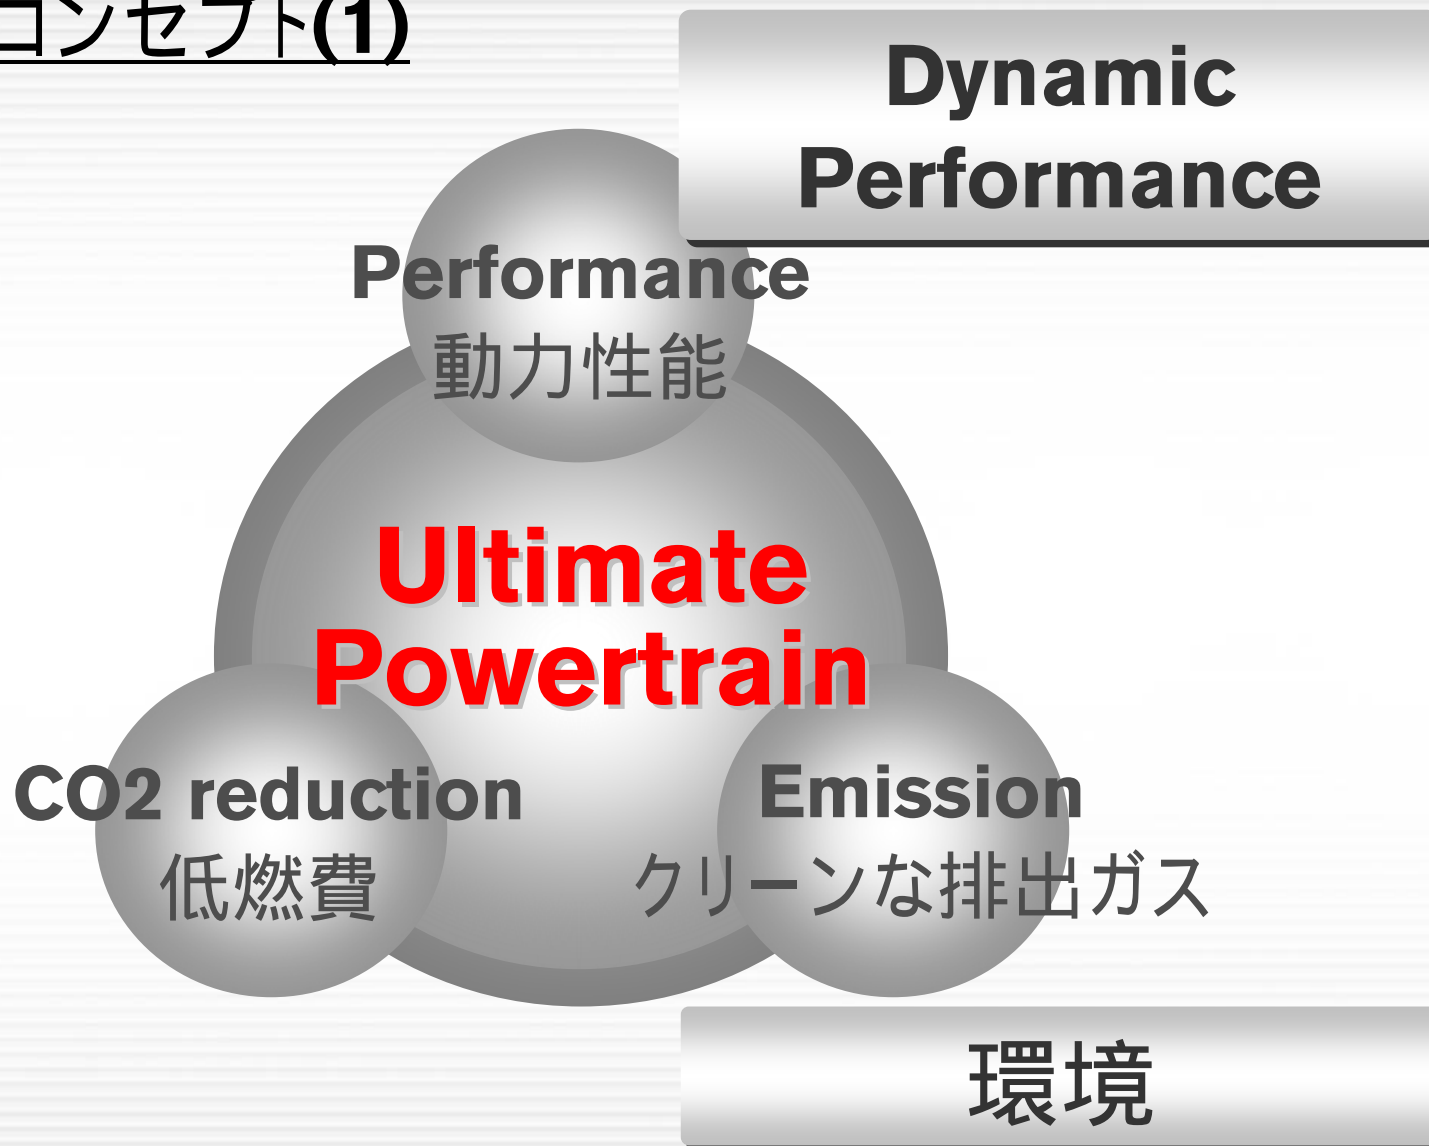 コンセプト(1)
Dynamic
Performance
Performance
動力性能
Ultimate
Powertrain
CO2 reduction
低燃費
Emission
クリーンな排出ガス
環境